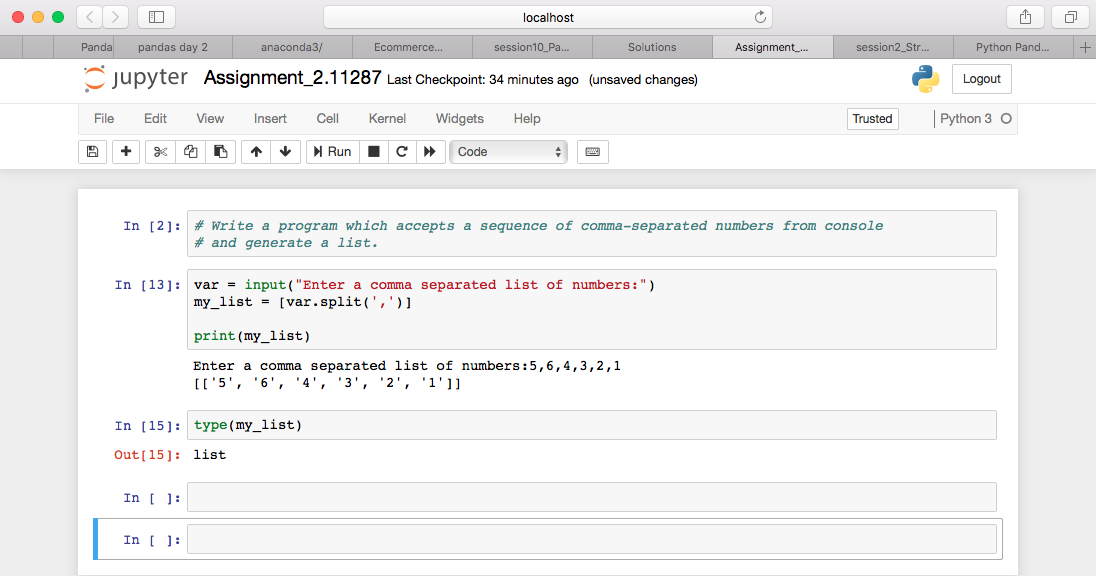 localhost
Panda
pandas day 2
anaconda3/
Ecommerce...
session10_Pa...
Solutions
Assignment_...
session2_Str...
Python Pand...
jupyter Assignment_2.11287 Last Checkpoint: 34 minutes ago (unsaved changes)
Logout
File Edit View Insert Cell Kernel Widgets Help
Trusted
Python 3
Run
Code
In [2]: # Write a program which accepts a sequence of comma-separated numbers from console
# and generate a list.
In [13]: var = input("Enter a comma separated list of numbers:")
my_list = [var.split(',')]
print(my_list)
Enter a comma separated list of numbers:5,6,4,3,2,1
[['5', '6', '4', '3', '2', '1']]
In [15]: type(my_list)
Out[15]: list
In [ ]:
In [ ]: